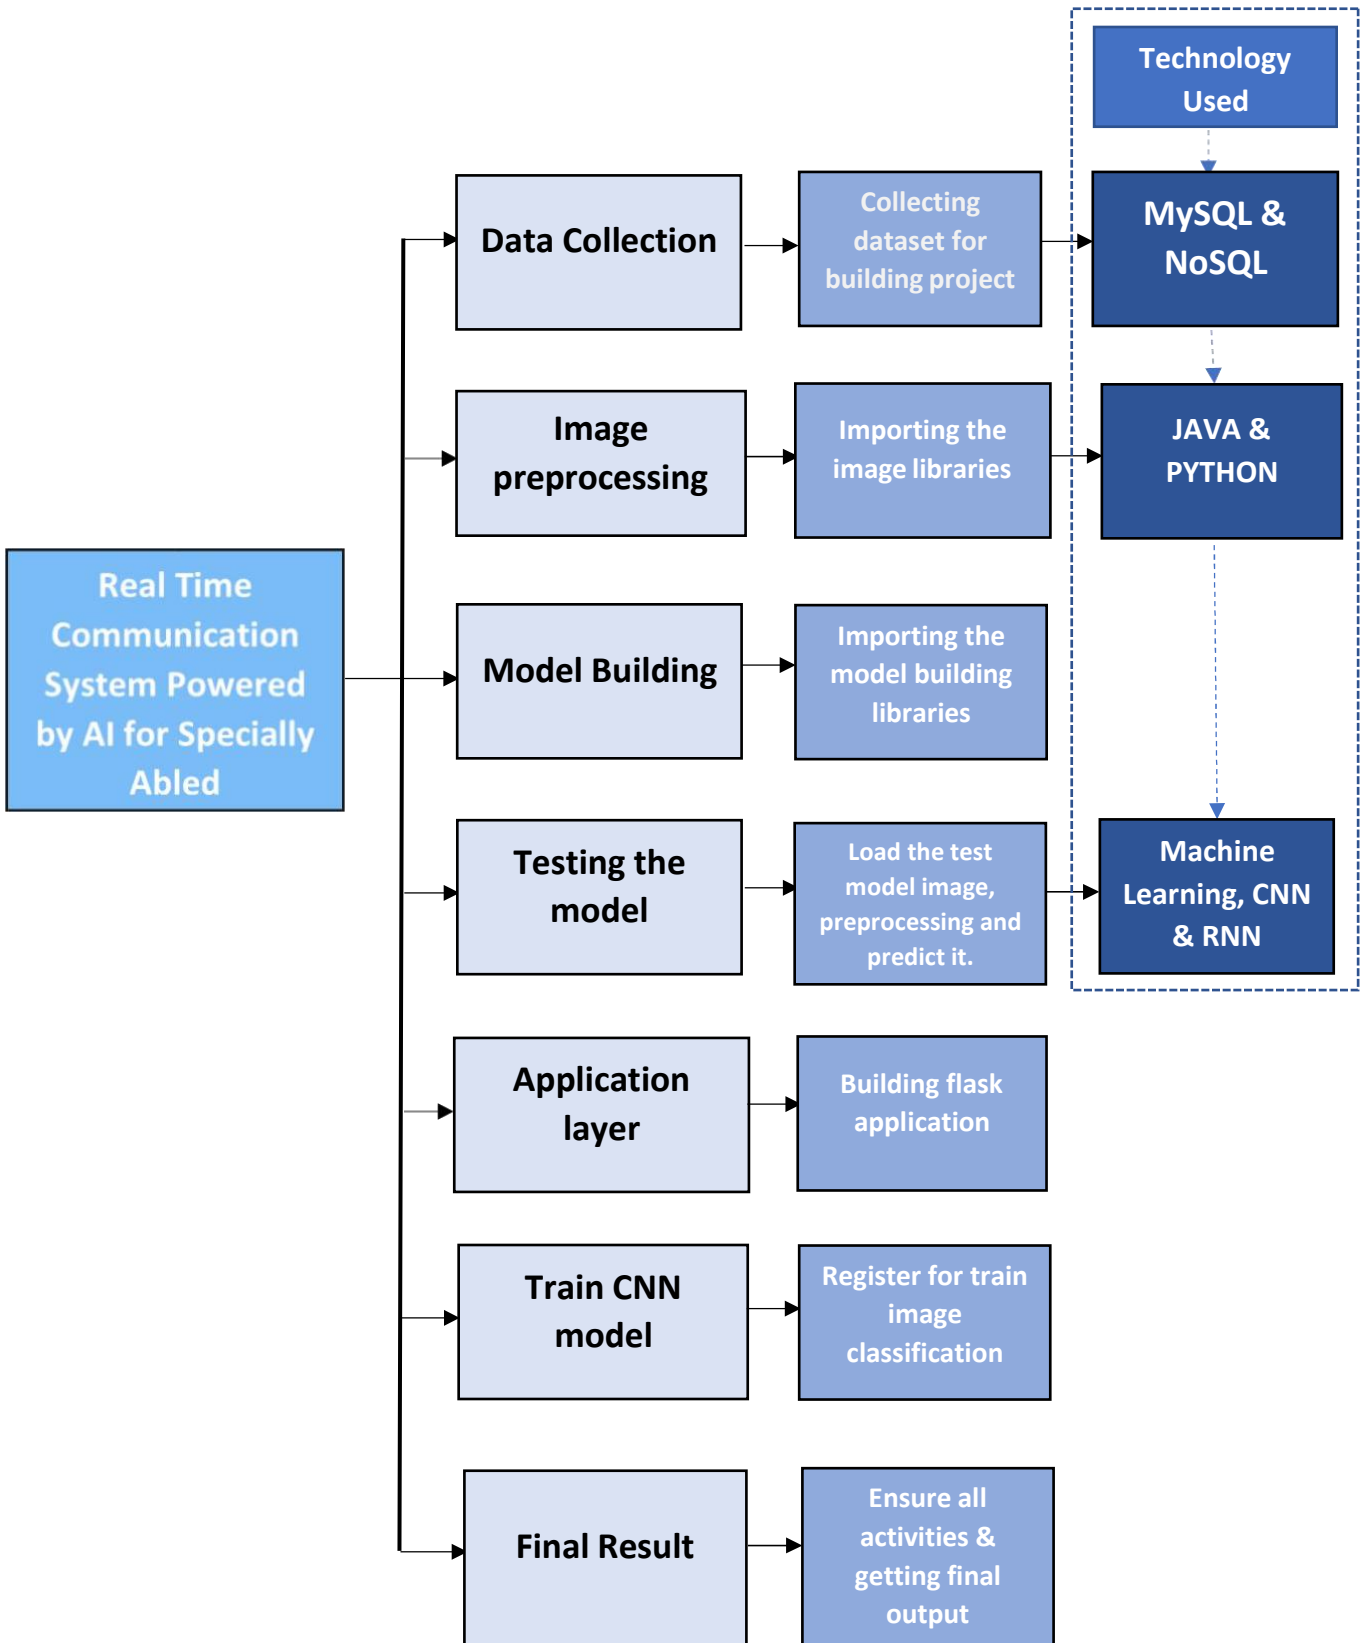 Technology
Used
Data Collection
Collecting
dataset for
building project
MySQL &
NoSQL
Image
preprocessing
Importing the
image libraries
JAVA &
PYTHON
Real Time
Communication
System Powered
by AI for Specially
Abled
Model Building
Importing the
model building
libraries
Testing the
model
Load the test
model image,
preprocessing and
predict it.
Machine
Learning, CNN
& RNN
Application
layer
Building flask
application
Train CNN
model
Register for train
image
classification
Final Result
Ensure all
activities &
getting final
output